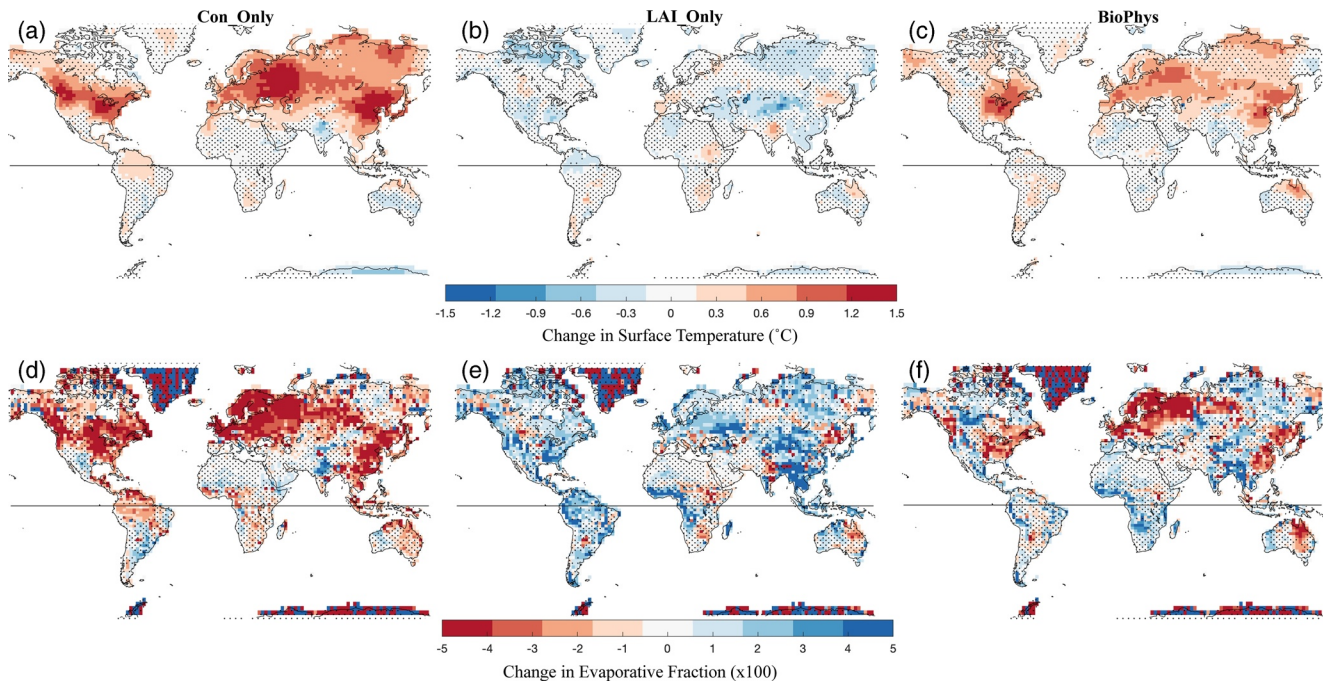 Con_Only LAI_Only BioPhys
(a) (b) (c)
-1.5 -1.2 -0.9 -0.6 -0.3 0 0.3 0.6 0.9 1.2 1.5
Change in Surface Temperature (˚C)
(d) (e) (f)
-5 -4 -3 -2 -1 0 1 2 3 4 5
Change in Evaporative Fraction (x100)